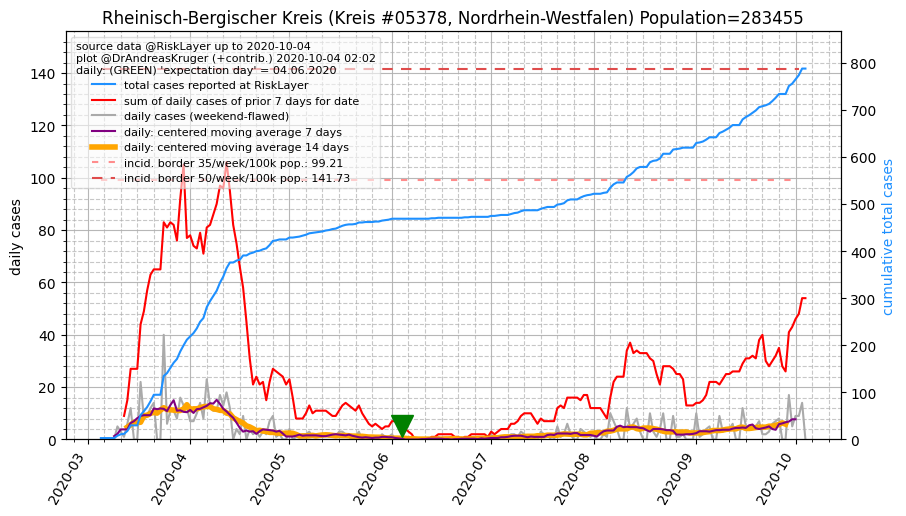 Rheinisch-Bergischer Kreis (Kreis #05378, Nordrhein-Westfalen) Population=283455
source data @RiskLayer up to 2020-10-04
plot @DrAndreasKruger (+contrib.) 2020-10-04 02:02
daily: (GREEN) 'expectation day' = 04.06.2020
total cases reported at RiskLayer
sum of daily cases of prior 7 days for date
daily cases (weekend-flawed)
daily: centered moving average 7 days
daily: centered moving average 14 days
incid. border 35/week/100k pop.: 99.21
incid. border 50/week/100k pop.: 141.73
daily cases
140
120
100
80
60
40
20
0
800
700
600
500
400
300
200
100
0
cumulative total cases
2020-03
2020-04
2020-05
2020-06
2020-07
2020-08
2020-09
2020-10